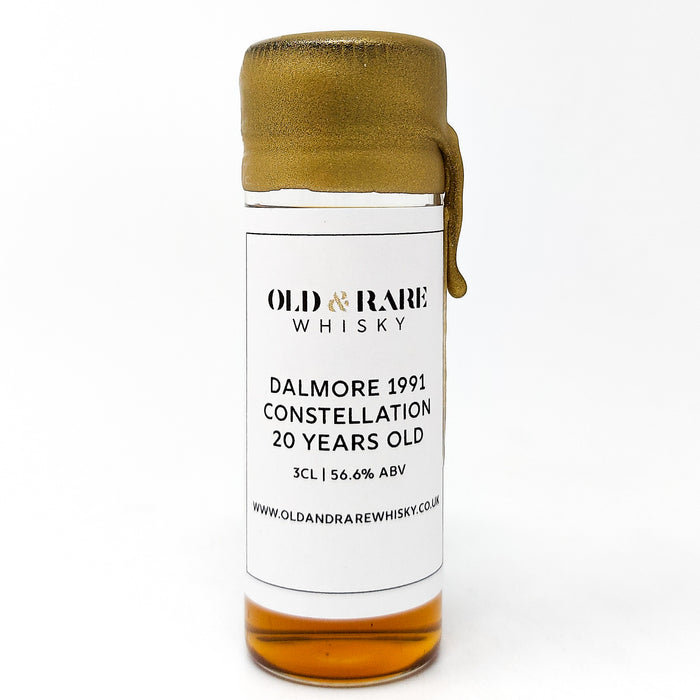 OLD & RARE
WHISKY
DALMORE 1991
CONSTELLATION
20 YEARS OLD
3CL | 56.6% ABV
WWW.OLDANDRAREWHISKY.CO.UK